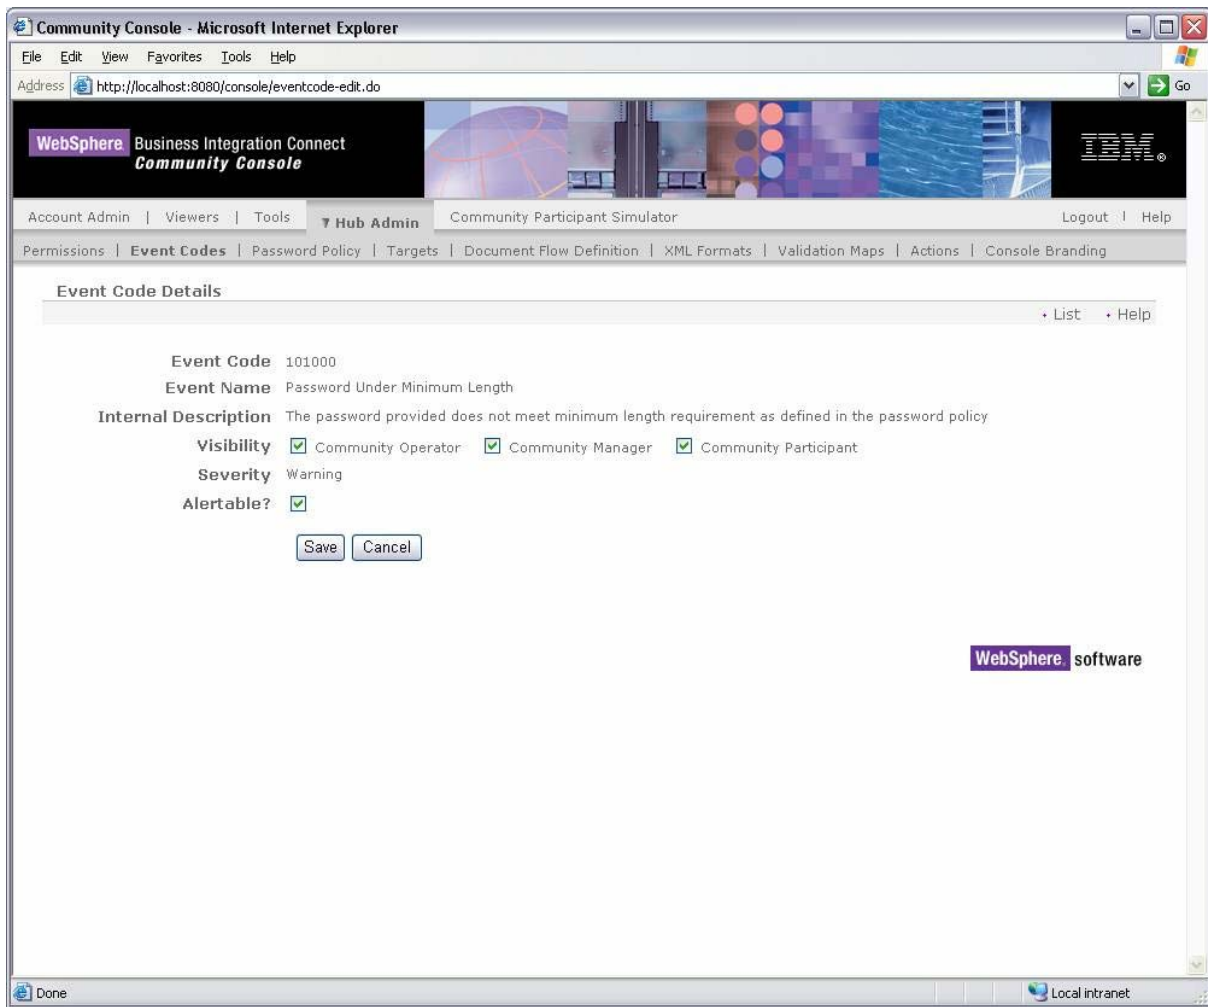 Community Console - Microsoft Internet Explorer
File Edit View Favorites Tools Help
Address http://localhost:8080/console/eventcode-edit.do Go
WebSphere. Business Integration Connect
Community Console
IBM®
Account Admin | Viewers | Tools Hub Admin Community Participant Simulator Logout | Help
Permissions | Event Codes | Password Policy | Targets | Document Flow Definition | XML Formats | Validation Maps | Actions | Console Branding
Event Code Details
List Help
Event Code 101000
Event Name Password Under Minimum Length
Internal Description The password provided does not meet minimum length requirement as defined in the password policy
Visibility Community Operator Community Manager Community Participant
Severity Warning
Alertable?
Save Cancel
WebSphere. software
Done Local intranet